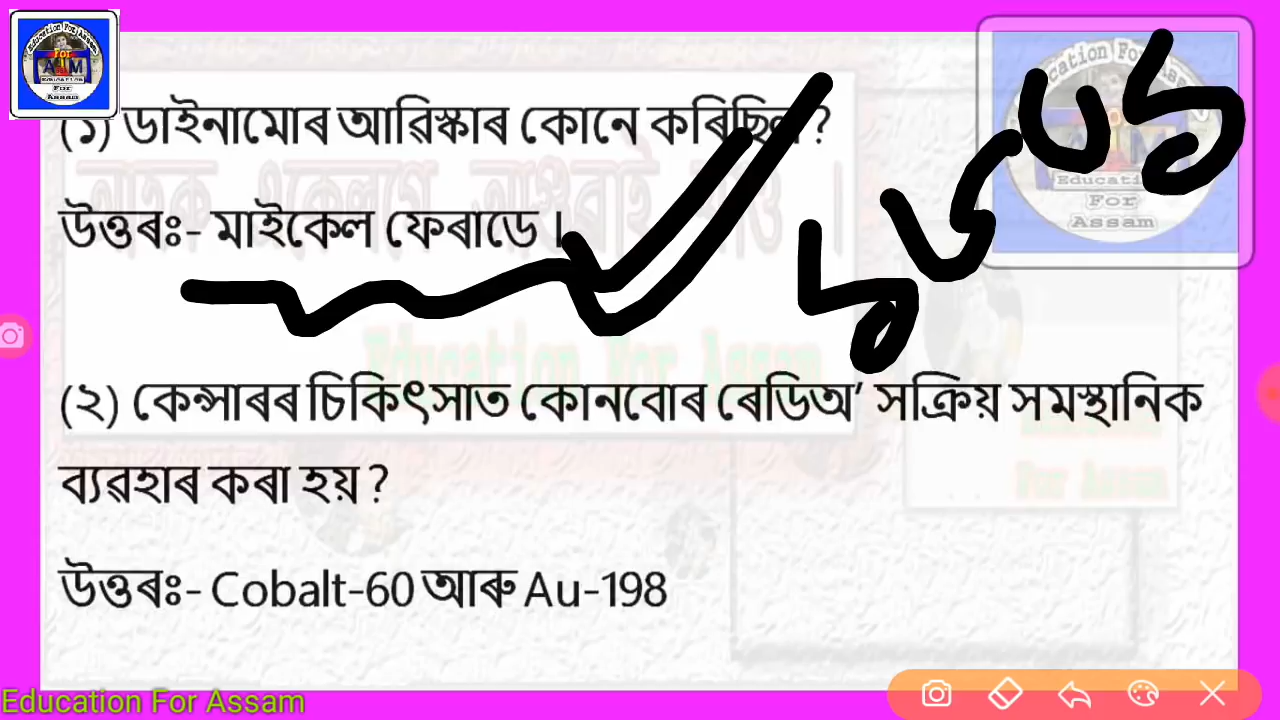 (১) ডাইনামোৰ আৱিস্কাৰ কোনে কৰিছিল ?
উত্তৰঃ- মাইকেল ফেৰাডে ।
(২) কেন্সাৰৰ চিকিৎসাত কোনবোৰ ৰেডিঅ’ সক্ৰিয় সমস্থানিক
ব্যৱহাৰ কৰা হয় ?
উত্তৰঃ- Cobalt-60 আৰু Au-198
Education For Assam